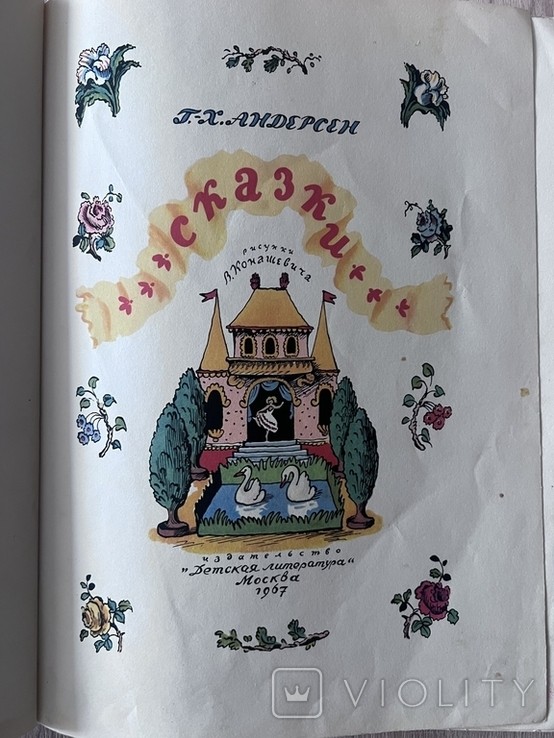 Г.-Х. АНДЕРСЕН
СКАЗКИ
рисунки
В. Конашевича
издательство
"Детская литература"
Москва
1967
VIOLITY